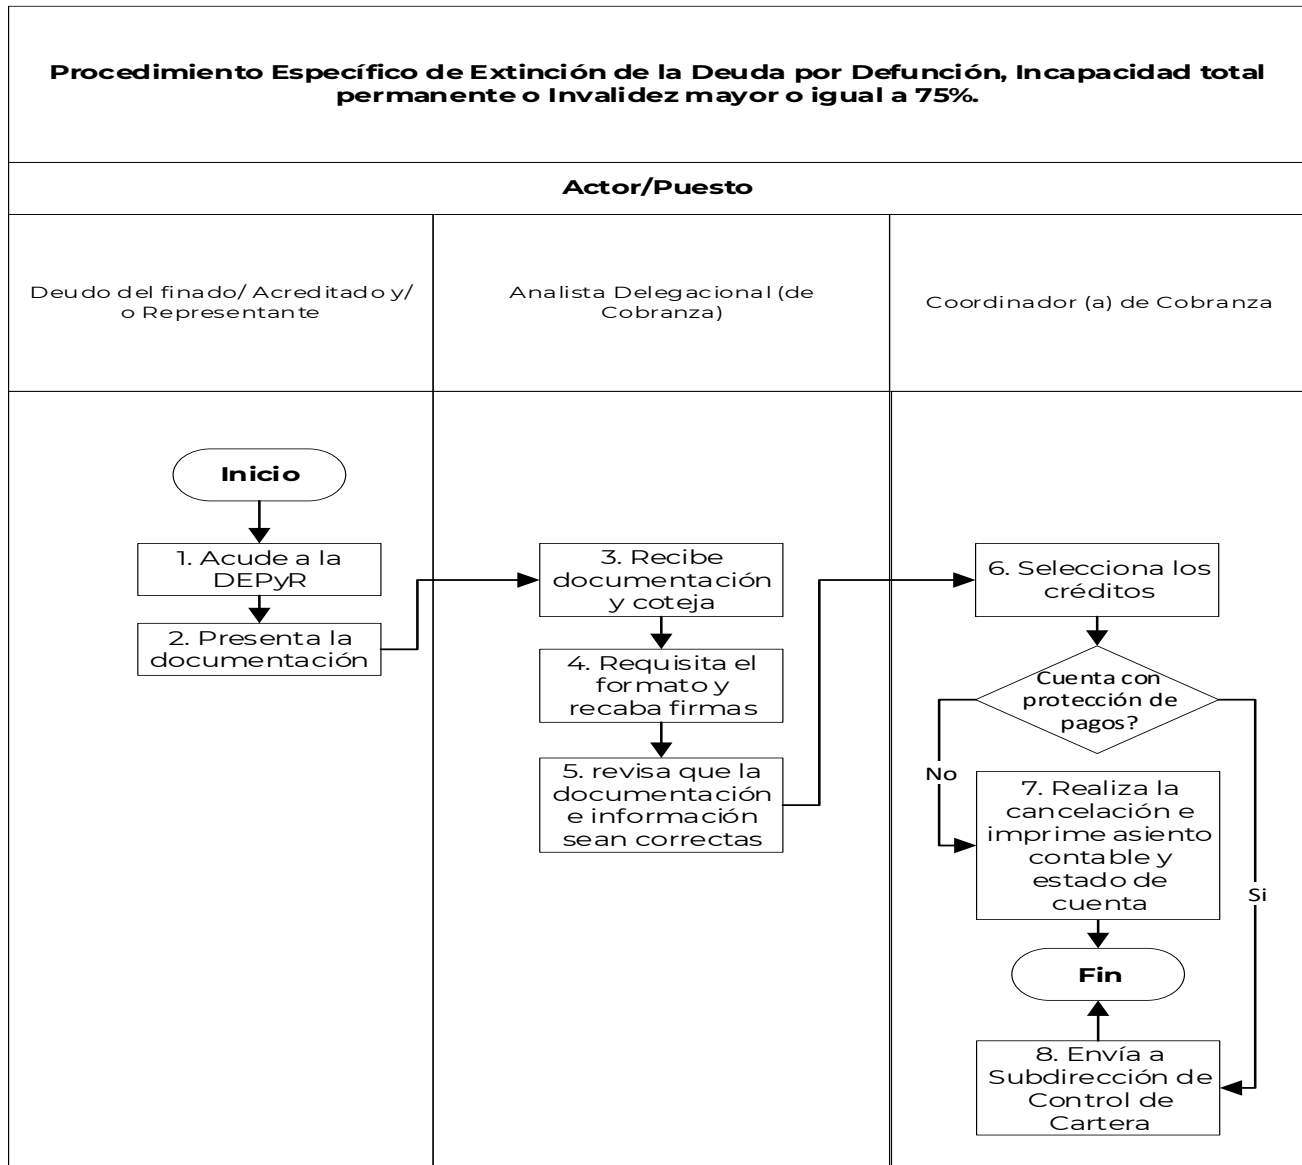 Procedimiento Específico de Extinción de la Deuda por Defunción, Incapacidad total
permanente o Invalidez mayor o igual a 75%.
Actor/Puesto
Deudo del finado/ Acreditado y/
o Representante
Analista Delegacional (de
Cobranza)
Coordinador (a) de Cobranza
Inicio
1. Acude a la
DEPyR
2. Presenta la
documentación
3. Recibe
documentación
y coteja
4. Requisita el
formato y
recaba firmas
5. revisa que la
documentación
e información
sean correctas
6. Selecciona los
créditos
Cuenta con
protección de
pagos?
No
7. Realiza la
cancelación e
imprime asiento
contable y
estado de
cuenta
Si
Fin
8. Envía a
Subdirección de
Control de
Cartera